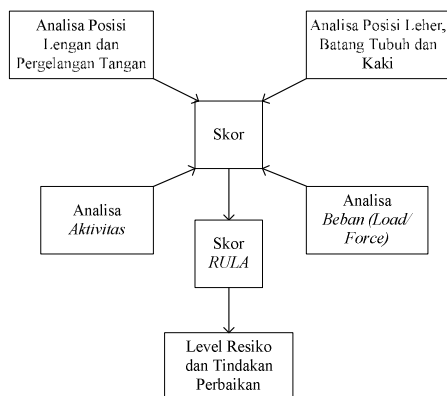 Analisa Posisi
Lengan dan
Pergelangan Tangan
Analisa Posisi Leher,
Batang Tubuh dan
Kaki
Skor
Analisa
Aktivitas
Analisa
Beban (Load/
Force)
Skor
RULA
Level Resiko
dan Tindakan
Perbaikan